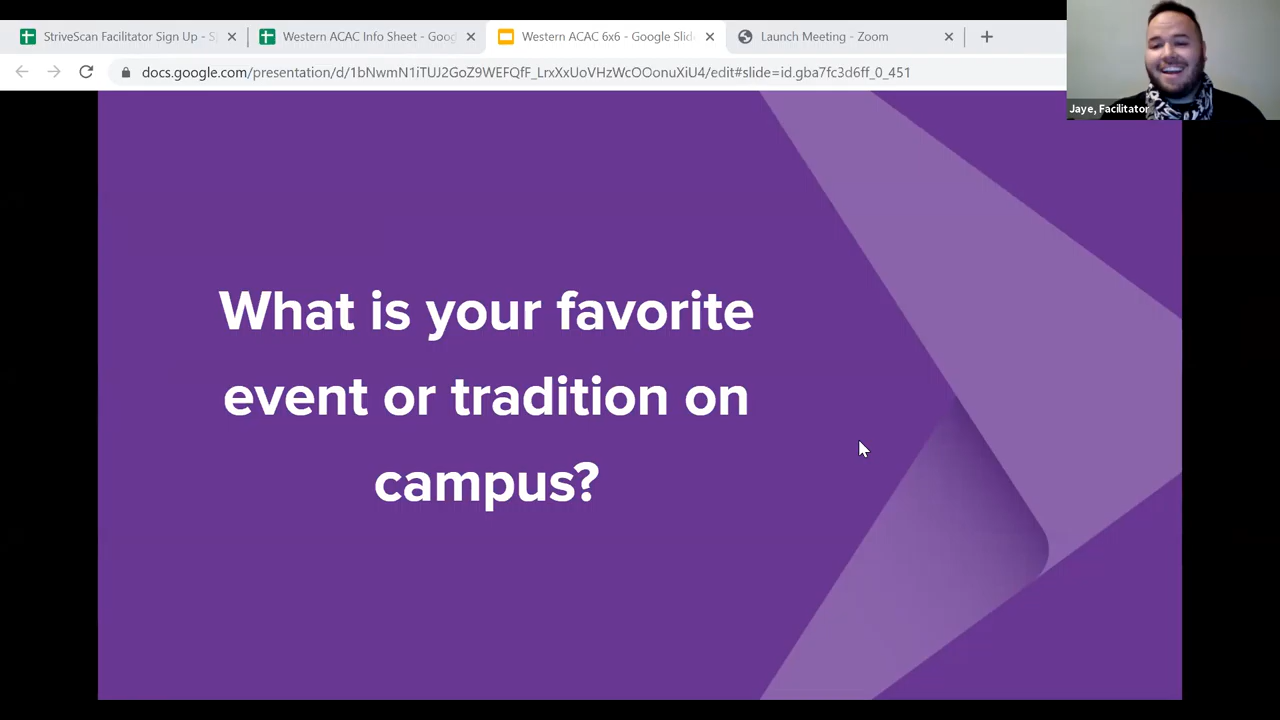 StriveScan Facilitator Sign Up - S
Western ACAC Info Sheet - Goog
Western ACAC 6x6 - Google Slid
Launch Meeting - Zoom
docs.google.com/presentation/d/1bNwmN1iTUJ2GoZ9WEFQfF_LrxXxUoVHzWcOOonuXiU4/edit#slide=id.gba7fc3d6ff_0_451
Jaye, Facilitator
What is your favorite
event or tradition on
campus?